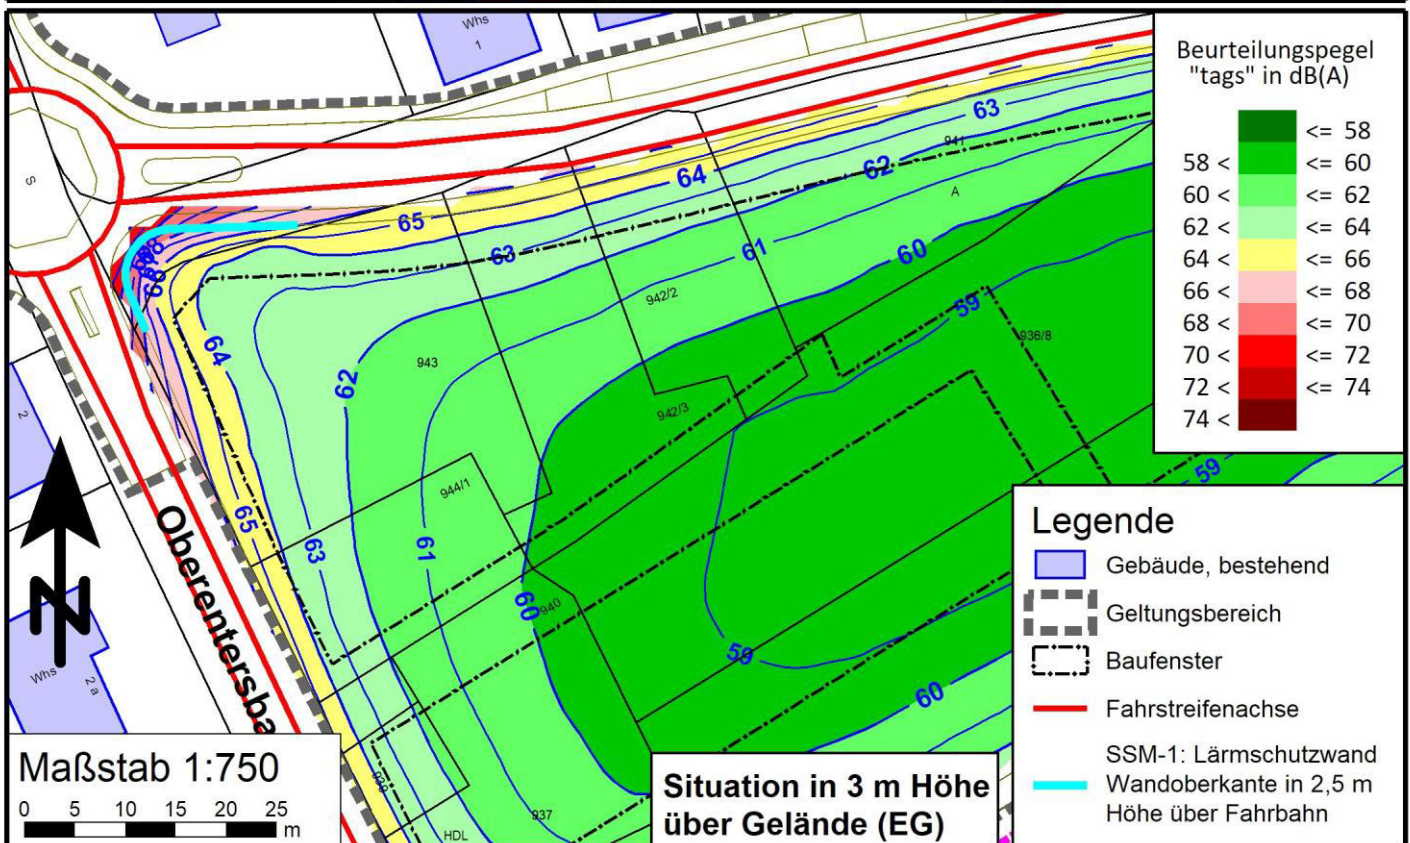 Whs
1
Beurteilungspegel
"tags" in dB(A)
<= 58
58 < <= 60
60 < <= 62
62 < <= 64
64 < <= 66
66 < <= 68
68 < <= 70
70 < <= 72
72 < <= 74
74 <
63
941
62
64
A
S
65
63
61
60
942/2
59
936/8
68
64
943
62
942/3
944/1
59
65
63
61
Oberentersba
60
940
59
60
2
N
Whs
2 a
939
937
HDL
Maßstab 1:750
0 5 10 15 20 25
m
Situation in 3 m Höhe
über Gelände (EG)
Legende
Gebäude, bestehend
Geltungsbereich
Baufenster
Fahrstreifenachse
SSM-1: Lärmschutzwand
Wandoberkante in 2,5 m
Höhe über Fahrbahn